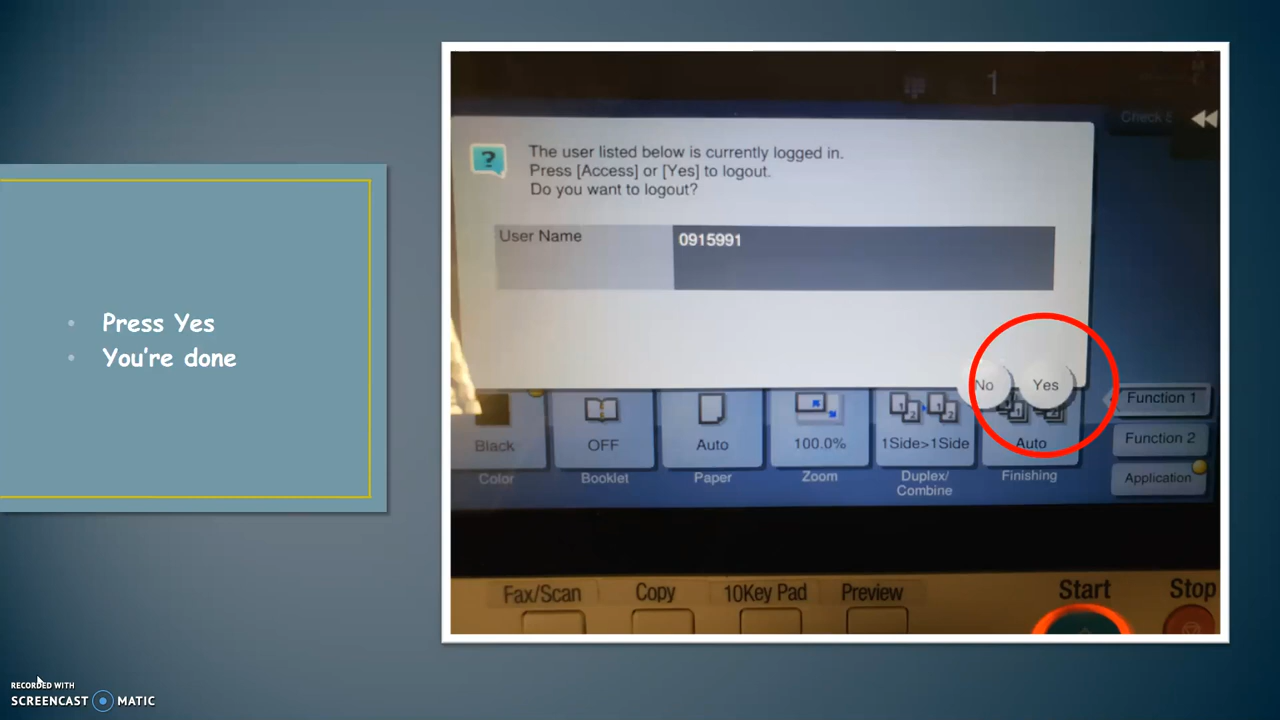 Press Yes
You're done
1
Check
The user listed below is currently logged in.
Press [Access] or [Yes] to logout.
Do you want to logout?
User Name
0915991
No
Yes
Black
OFF
Auto
100.0%
1Side>1Side
Auto
Color
Booklet
Paper
Zoom
Duplex/
Combine
Finishing
Function 1
Function 2
Application
Fax/Scan
Copy
10Key Pad
Preview
Start
Stop
RECORDED WITH
SCREENCAST MATIC